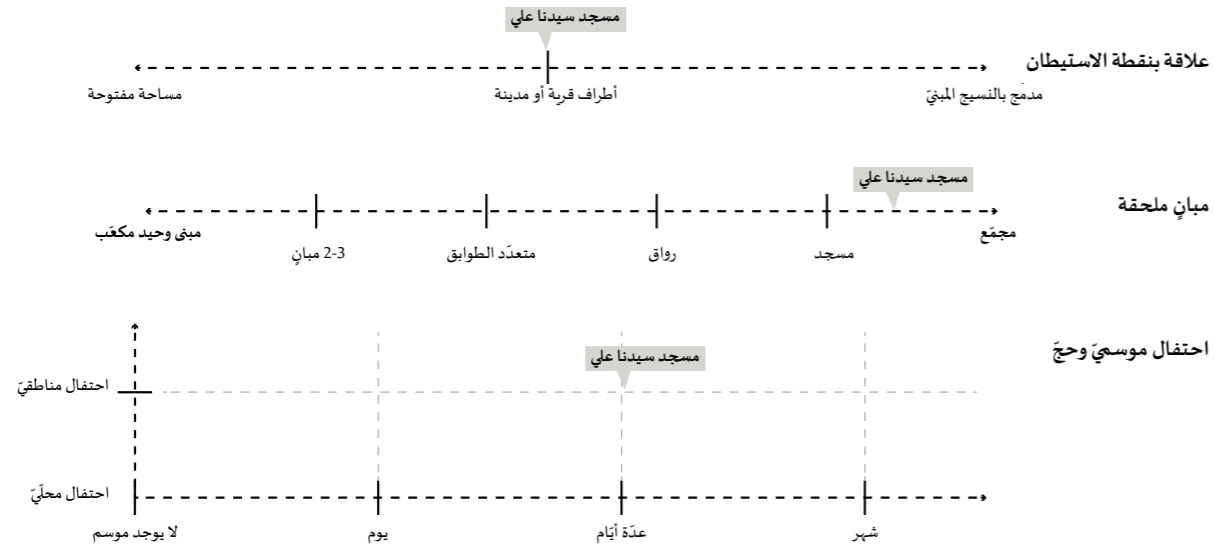 مسجد سيدنا علي
علاقة بنقطة الاستيطان
مدمَج بالنسيج المبنيّ
أطراف قرية أو مدينة
مساحة مفتوحة
مسجد سيدنا علي
مبانٍ ملحقة
مجمّع
مسجد
رواق
متعدّد الطوابق
2-3 مبانٍ
مبنى وحيد مكعّب
احتفال موسميّ وحجّ
مسجد سيدنا علي
احتفال مناطقيّ
احتفال محلّيّ
شهر
عدّة أيّام
يوم
لا يوجد موسم